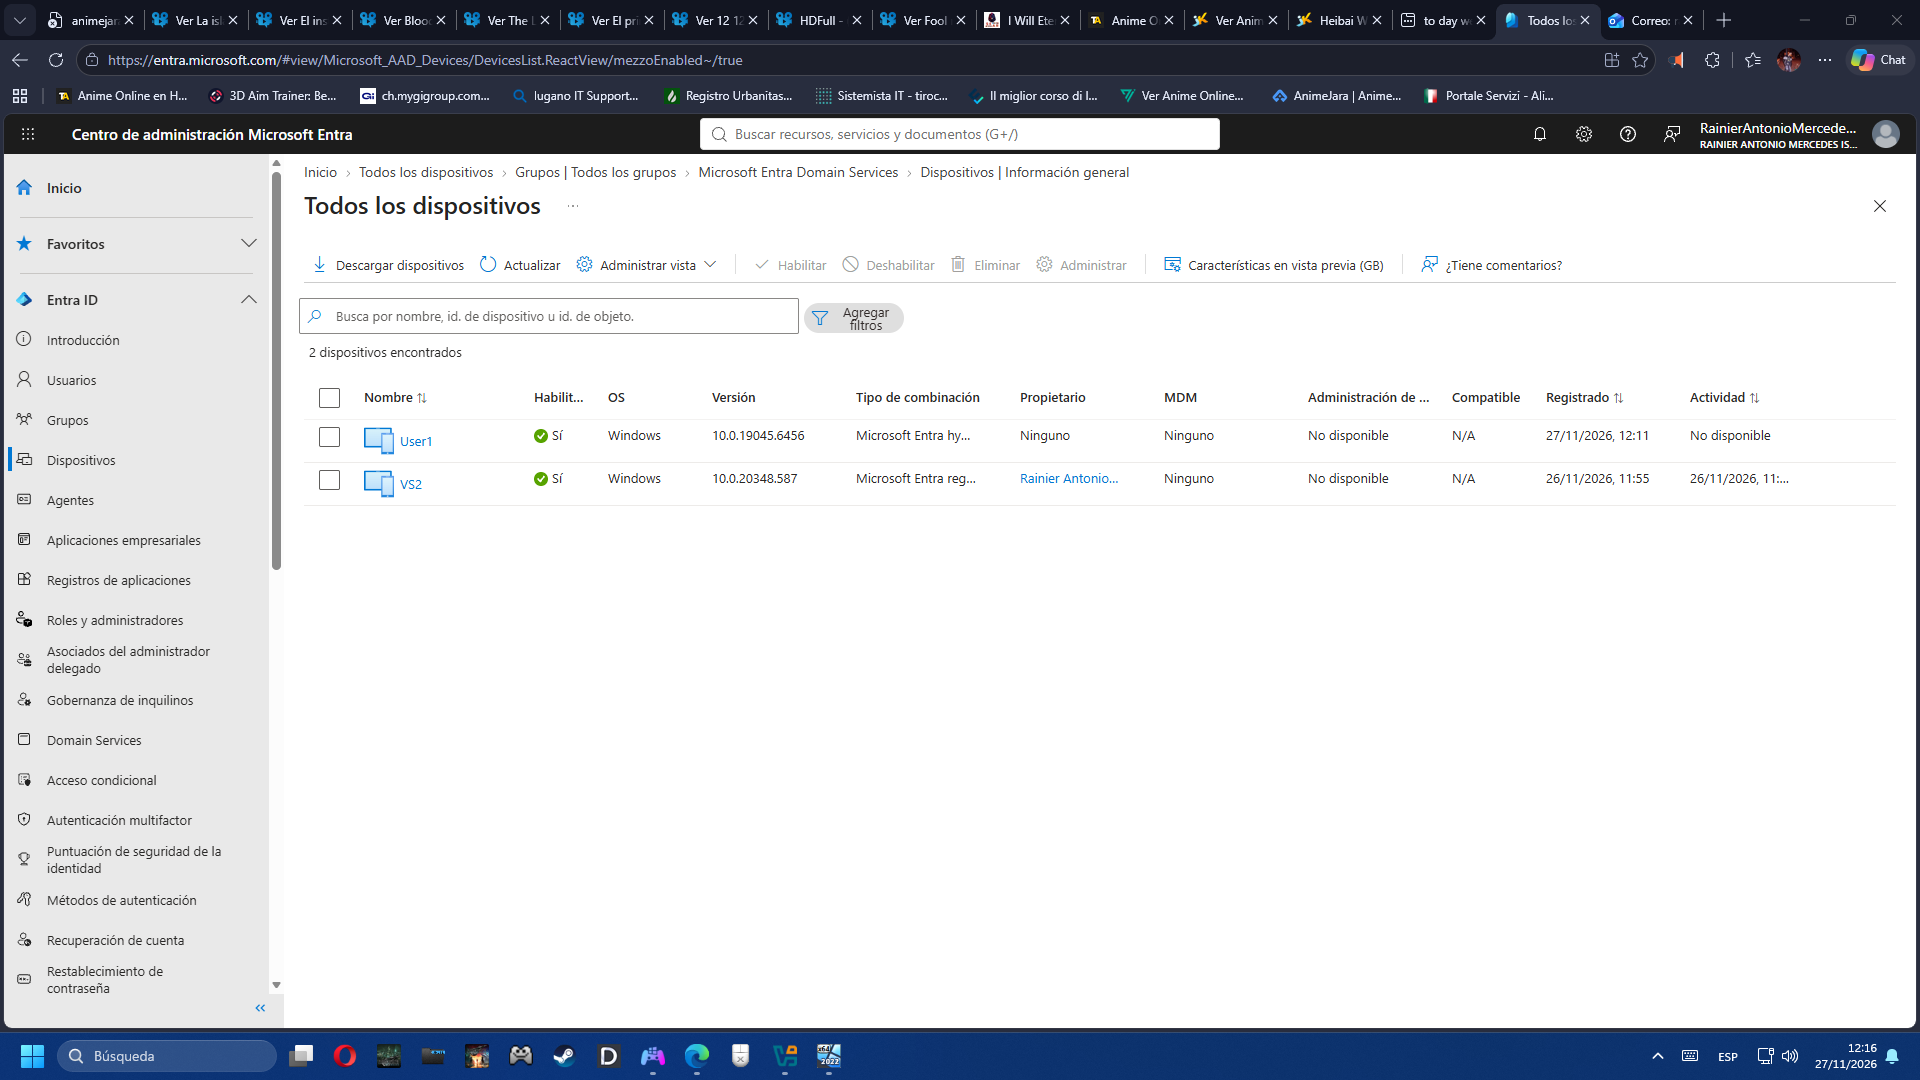 animejara
Ver La isl
Ver El ins
Ver Blood
Ver The L
Ver El pri
Ver 12 12
HDFull -
Ver Fool
I Will Ete
Anime O
Ver Anim
Heibai W
to day we
Todos los
Correo: r
https://entra.microsoft.com/#view/Microsoft_AAD_Devices/DevicesList.ReactView/mezzoEnabled~/true
Chat
Anime Online en H...
3D Aim Trainer: Be...
ch.mygigroup.com...
lugano IT Support...
Registro Urbanitas...
Sistemista IT - tiroc...
Il miglior corso di I...
Ver Anime Online...
AnimeJara | Anime...
Portale Servizi - Ali...
Centro de administración Microsoft Entra
Buscar recursos, servicios y documentos (G+/)
RainierAntonioMercede...
RAINIER ANTONIO MERCEDES IS...
Inicio
Favoritos
Entra ID
Introducción
Usuarios
Grupos
Dispositivos
Agentes
Aplicaciones empresariales
Registros de aplicaciones
Roles y administradores
Asociados del administrador
delegado
Gobernanza de inquilinos
Domain Services
Acceso condicional
Autenticación multifactor
Puntuación de seguridad de la
identidad
Métodos de autenticación
Recuperación de cuenta
Restablecimiento de
contraseña
Inicio > Todos los dispositivos > Grupos | Todos los grupos > Microsoft Entra Domain Services > Dispositivos | Información general
Todos los dispositivos ...
Descargar dispositivos
Actualizar
Administrar vista
Habilitar
Deshabilitar
Eliminar
Administrar
Características en vista previa (GB)
¿Tiene comentarios?
Busca por nombre, id. de dispositivo u id. de objeto.
Agregar
filtros
2 dispositivos encontrados
Nombre Habilit... OS Versión Tipo de combinación Propietario MDM Administración de ... Compatible Registrado Actividad
User1 Sí Windows 10.0.19045.6456 Microsoft Entra hy... Ninguno Ninguno No disponible N/A 27/11/2026, 12:11 No disponible
VS2 Sí Windows 10.0.20348.587 Microsoft Entra reg... Rainier Antonio... Ninguno No disponible N/A 26/11/2026, 11:55 26/11/2026, 11:...
Búsqueda
ESP
12:16
27/11/2026